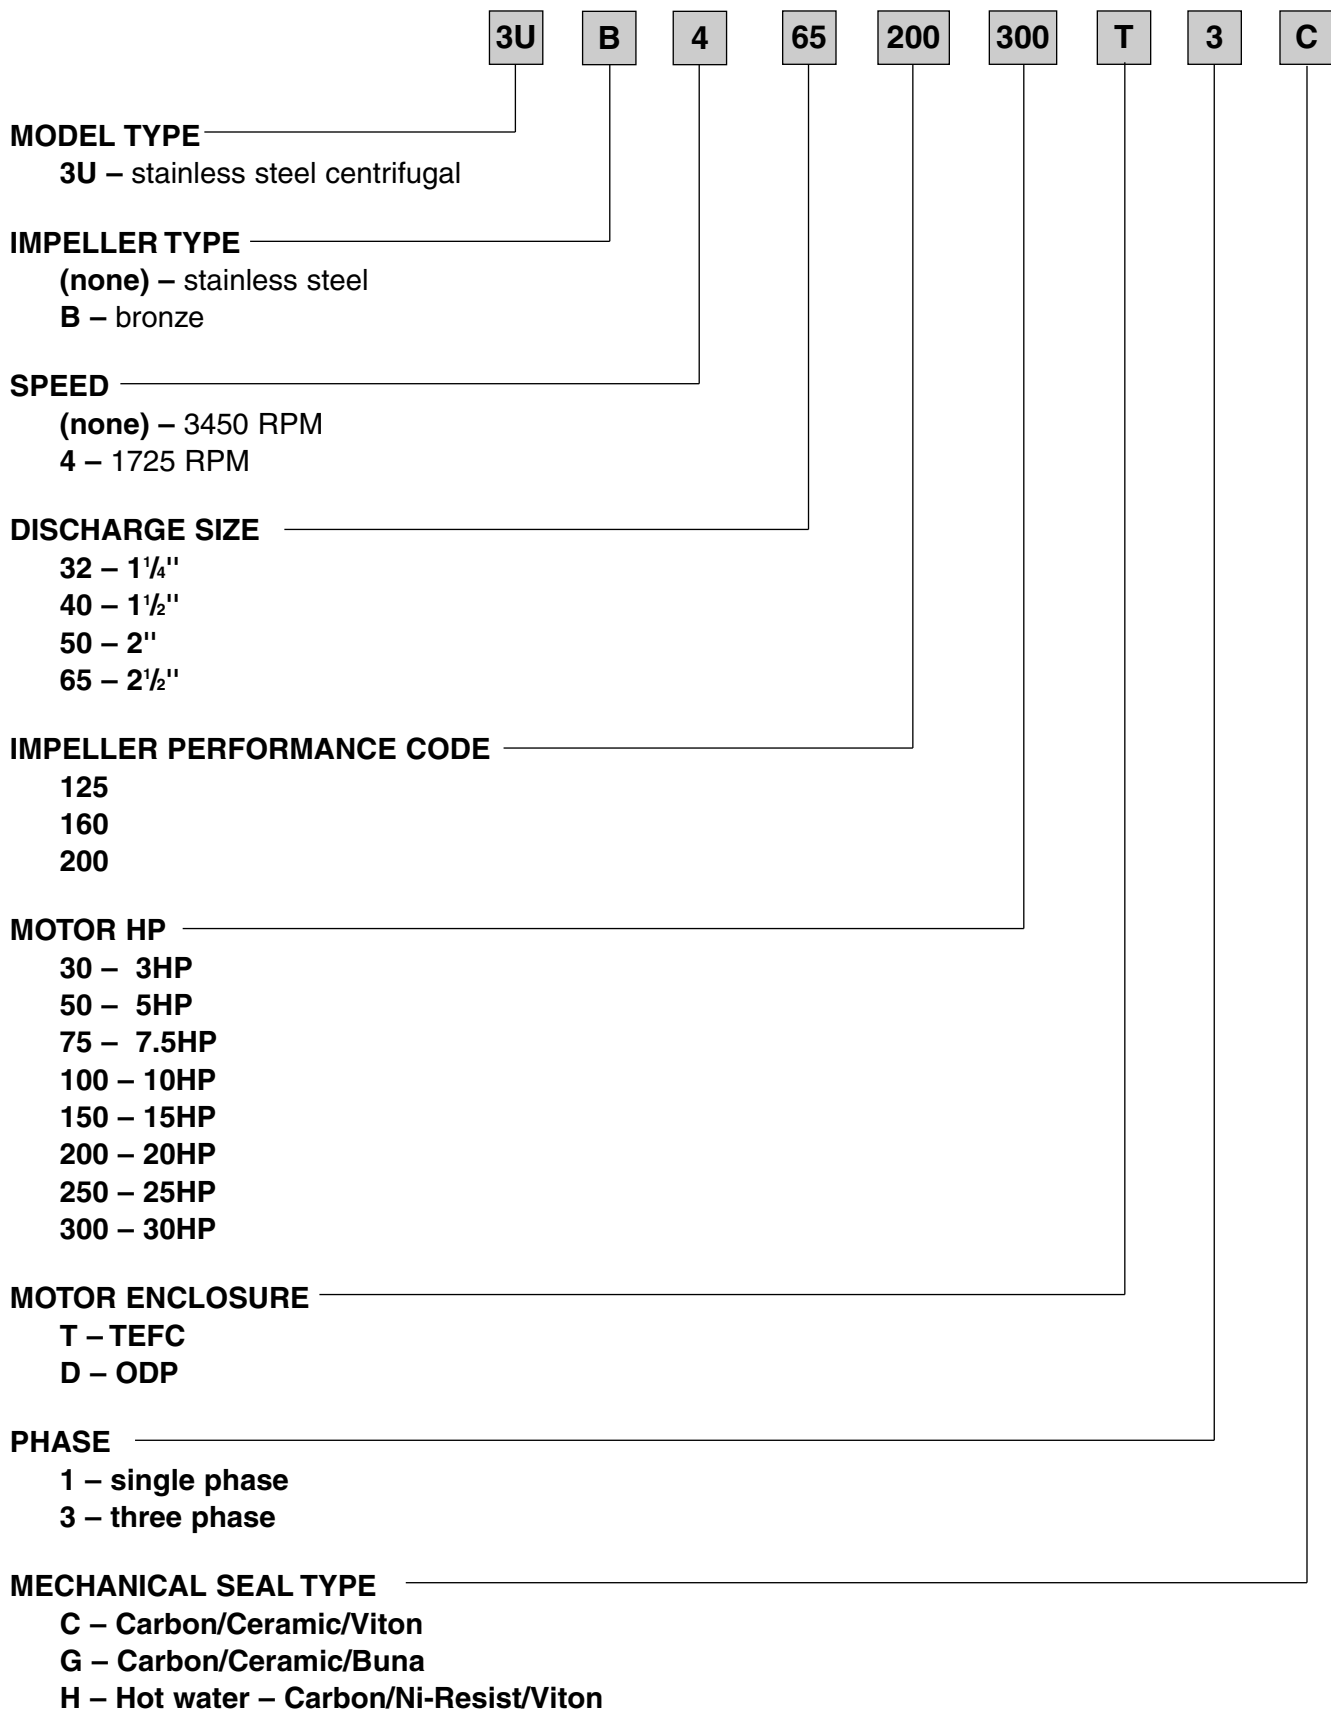 3U B 4 65 200 300 T 3 C
MODEL TYPE
3U – stainless steel centrifugal
IMPELLER TYPE
(none) – stainless steel
B – bronze
SPEED
(none) – 3450 RPM
4 – 1725 RPM
DISCHARGE SIZE
32 – 1¼''
40 – 1½''
50 – 2''
65 – 2½''
IMPELLER PERFORMANCE CODE
125
160
200
MOTOR HP
30 – 3HP
50 – 5HP
75 – 7.5HP
100 – 10HP
150 – 15HP
200 – 20HP
250 – 25HP
300 – 30HP
MOTOR ENCLOSURE
T – TEFC
D – ODP
PHASE
1 – single phase
3 – three phase
MECHANICAL SEAL TYPE
C – Carbon/Ceramic/Viton
G – Carbon/Ceramic/Buna
H – Hot water – Carbon/Ni-Resist/Viton